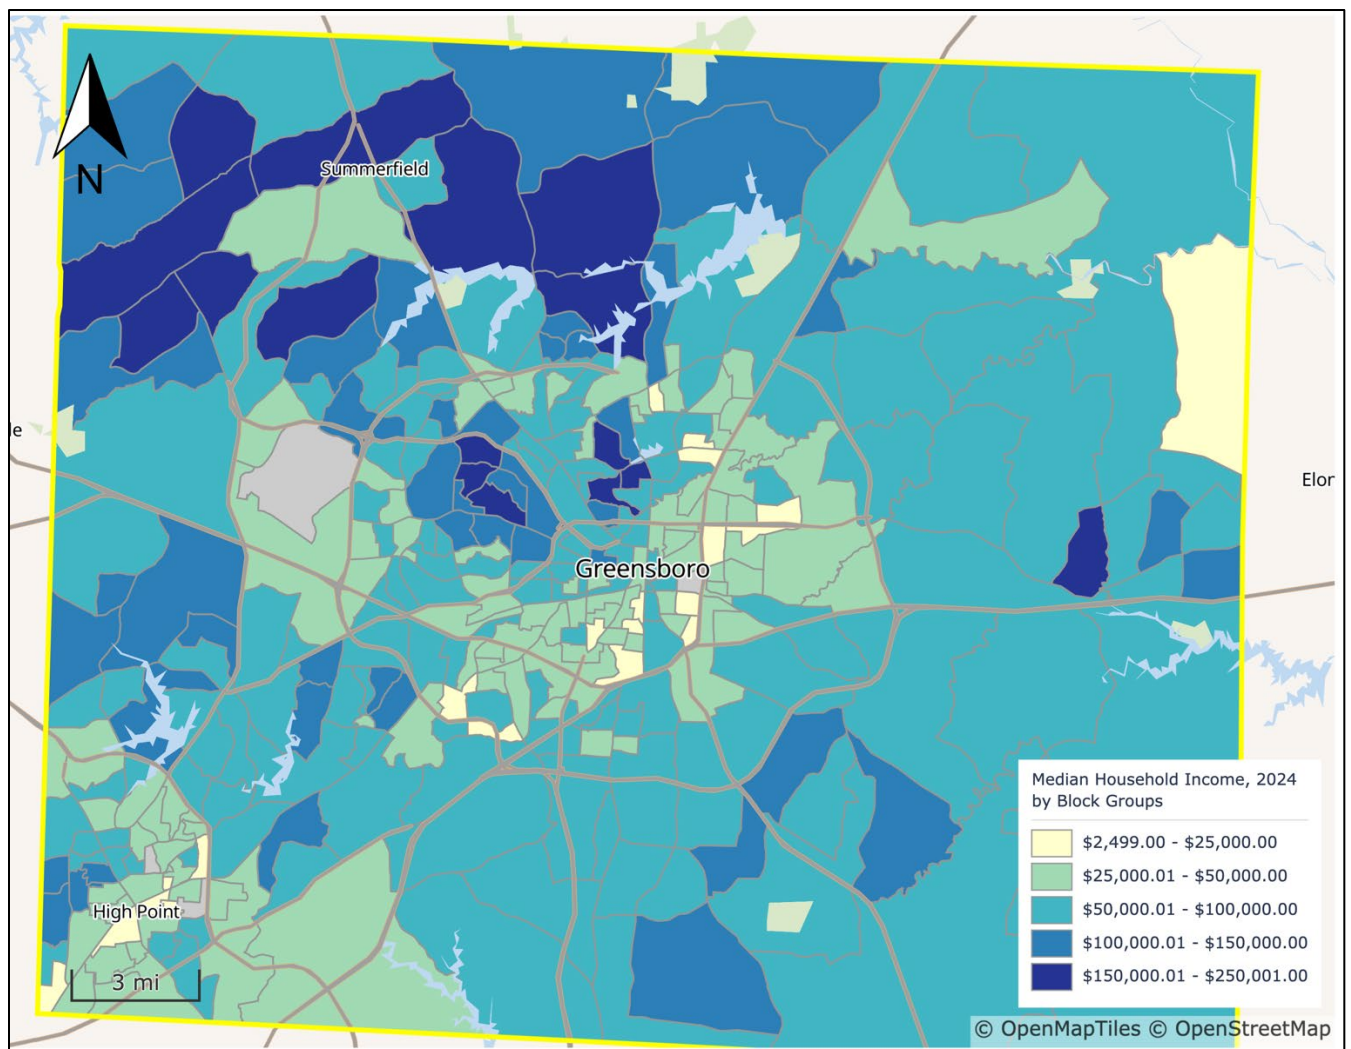 N
Summerfield
le
Elor
Greensboro
Median Household Income, 2024
by Block Groups
$2,499.00 - $25,000.00
$25,000.01 - $50,000.00
$50,000.01 - $100,000.00
$100,000.01 - $150,000.00
$150,000.01 - $250,001.00
High Point
3 mi
© OpenMapTiles © OpenStreetMap